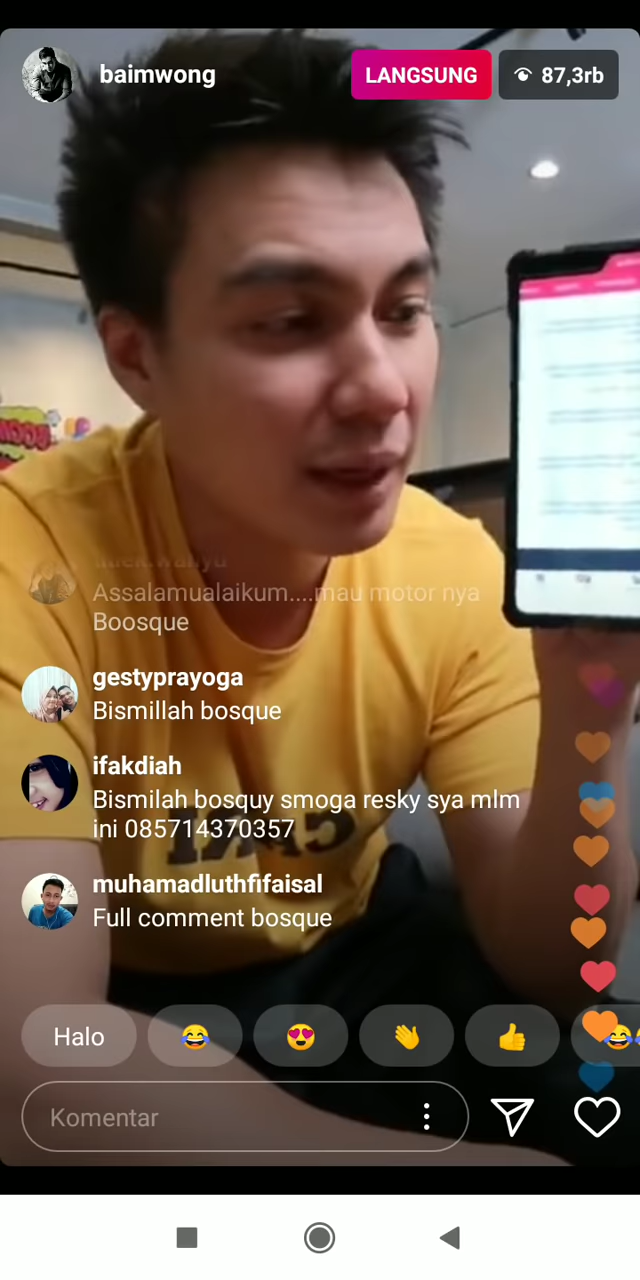 baimwong
LANGSUNG
87,3rb
Assalamualaikum....mau motor nya
Boosque
gestyprayoga
Bismillah bosque
ifakdiah
Bismilah bosquy smoga resky sya mlm
ini 085714370357
muhamadluthfifaisal
Full comment bosque
Halo
Komentar